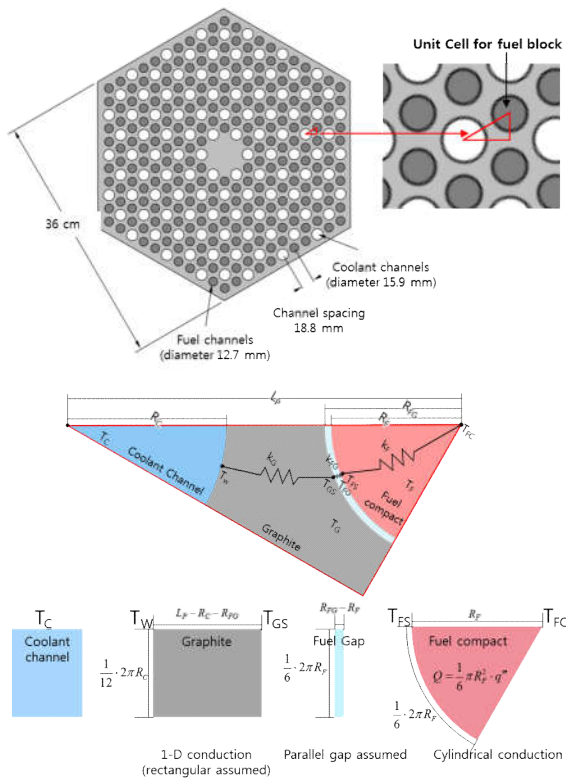 Unit Cell for fuel block
36 cm
Coolant channels
(diameter 15.9 mm)
Channel spacing
18.8 mm
Fuel channels
(diameter 12.7 mm)
L_P
R_C
R_FG
R_F
T_C
Coolant Channel
T_W
k_G
T_GS
k_FG
T_FG
T_FS
k_F
T_F
T_FC
Fuel
compact
T_G
Graphite
T_C
T_W
L_P − R_C − R_FG
T_GS
R_FG − R_F
T_FS
R_F
T_FC
Coolant
channel
Graphite
Fuel Gap
Fuel compact
1/12 · 2πR_C
1/6 · 2πR_F
Q = 1/6 πR_F^2 · q'''
1/6 · 2πR_F
1-D conduction
(rectangular assumed)
Parallel gap assumed
Cylindrical conduction